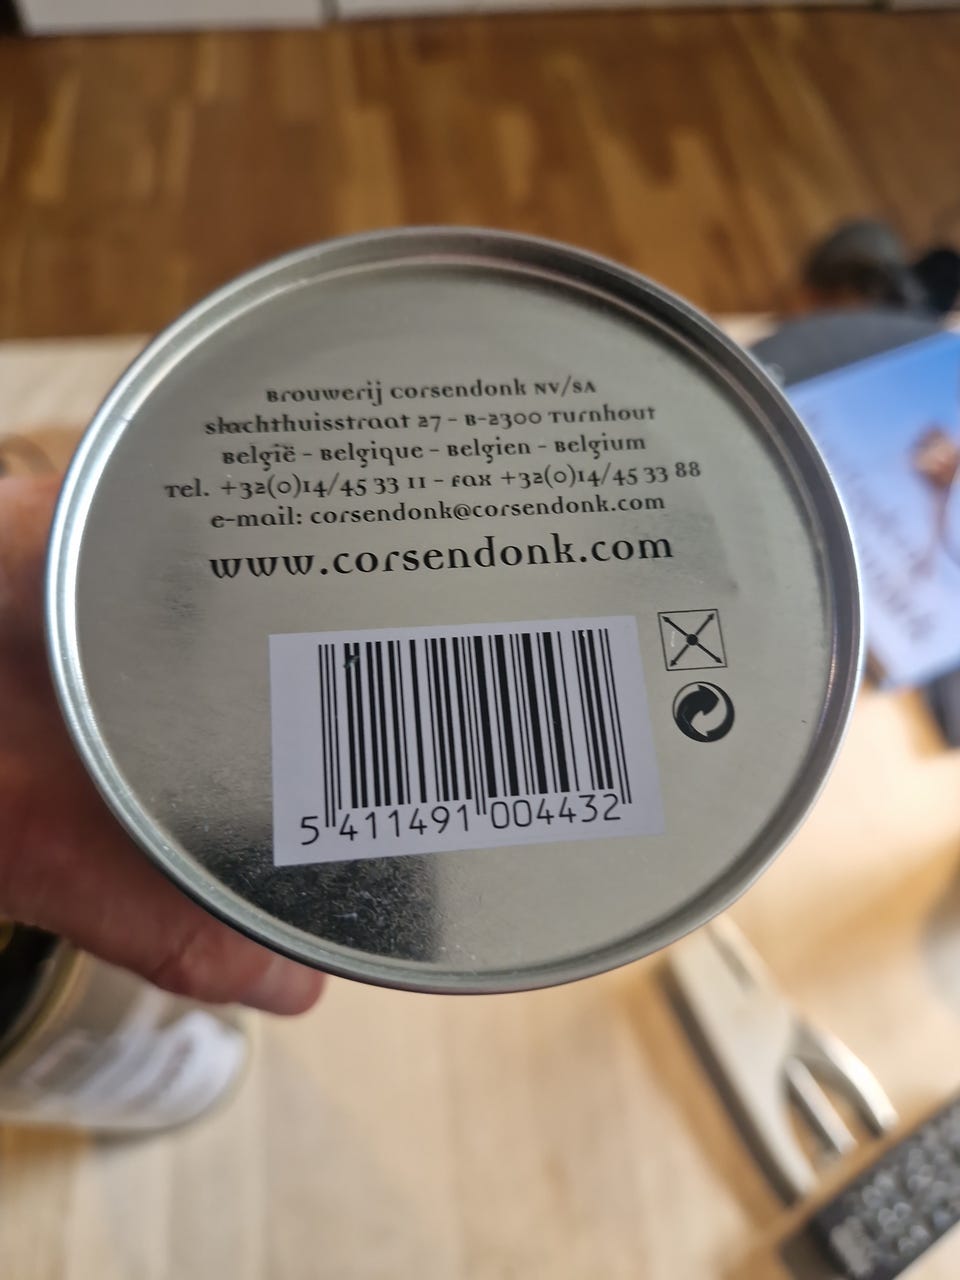 Brouwerij Corsendonk NV/SA
Slachthuisstraat 27 - B-2300 Turnhout
België - Belgique - Belgien - Belgium
Tel. +32(0)14/45 33 11 - Fax +32(0)14/45 33 88
e-mail: corsendonk@corsendonk.com
www.corsendonk.com
5 411491 004432